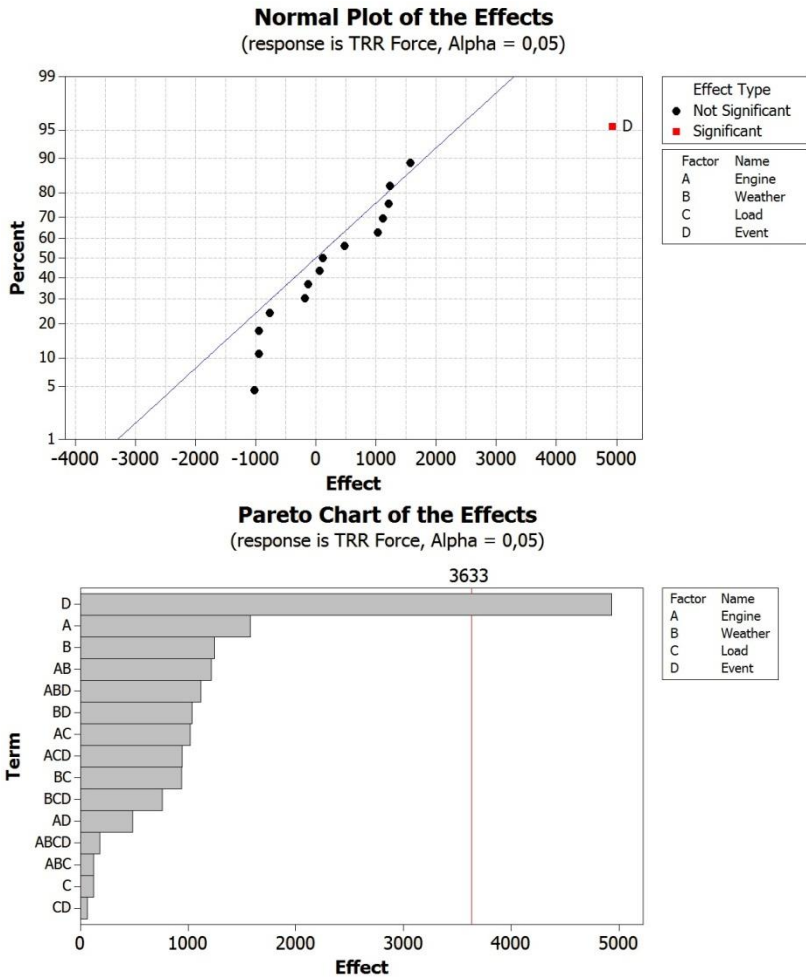 Normal Plot of the Effects
(response is TRR Force, Alpha = 0,05)
99
95
90
80
70
60
50
40
30
20
10
5
1
Percent
D
-4000 -3000 -2000 -1000 0 1000 2000 3000 4000 5000
Effect
Effect Type
Not Significant
Significant
Factor Name
A Engine
B Weather
C Load
D Event
Pareto Chart of the Effects
(response is TRR Force, Alpha = 0,05)
3633
Term
D
A
B
AB
ABD
BD
AC
ACD
BC
BCD
AD
ABCD
ABC
C
CD
0 1000 2000 3000 4000 5000
Effect
Factor Name
A Engine
B Weather
C Load
D Event